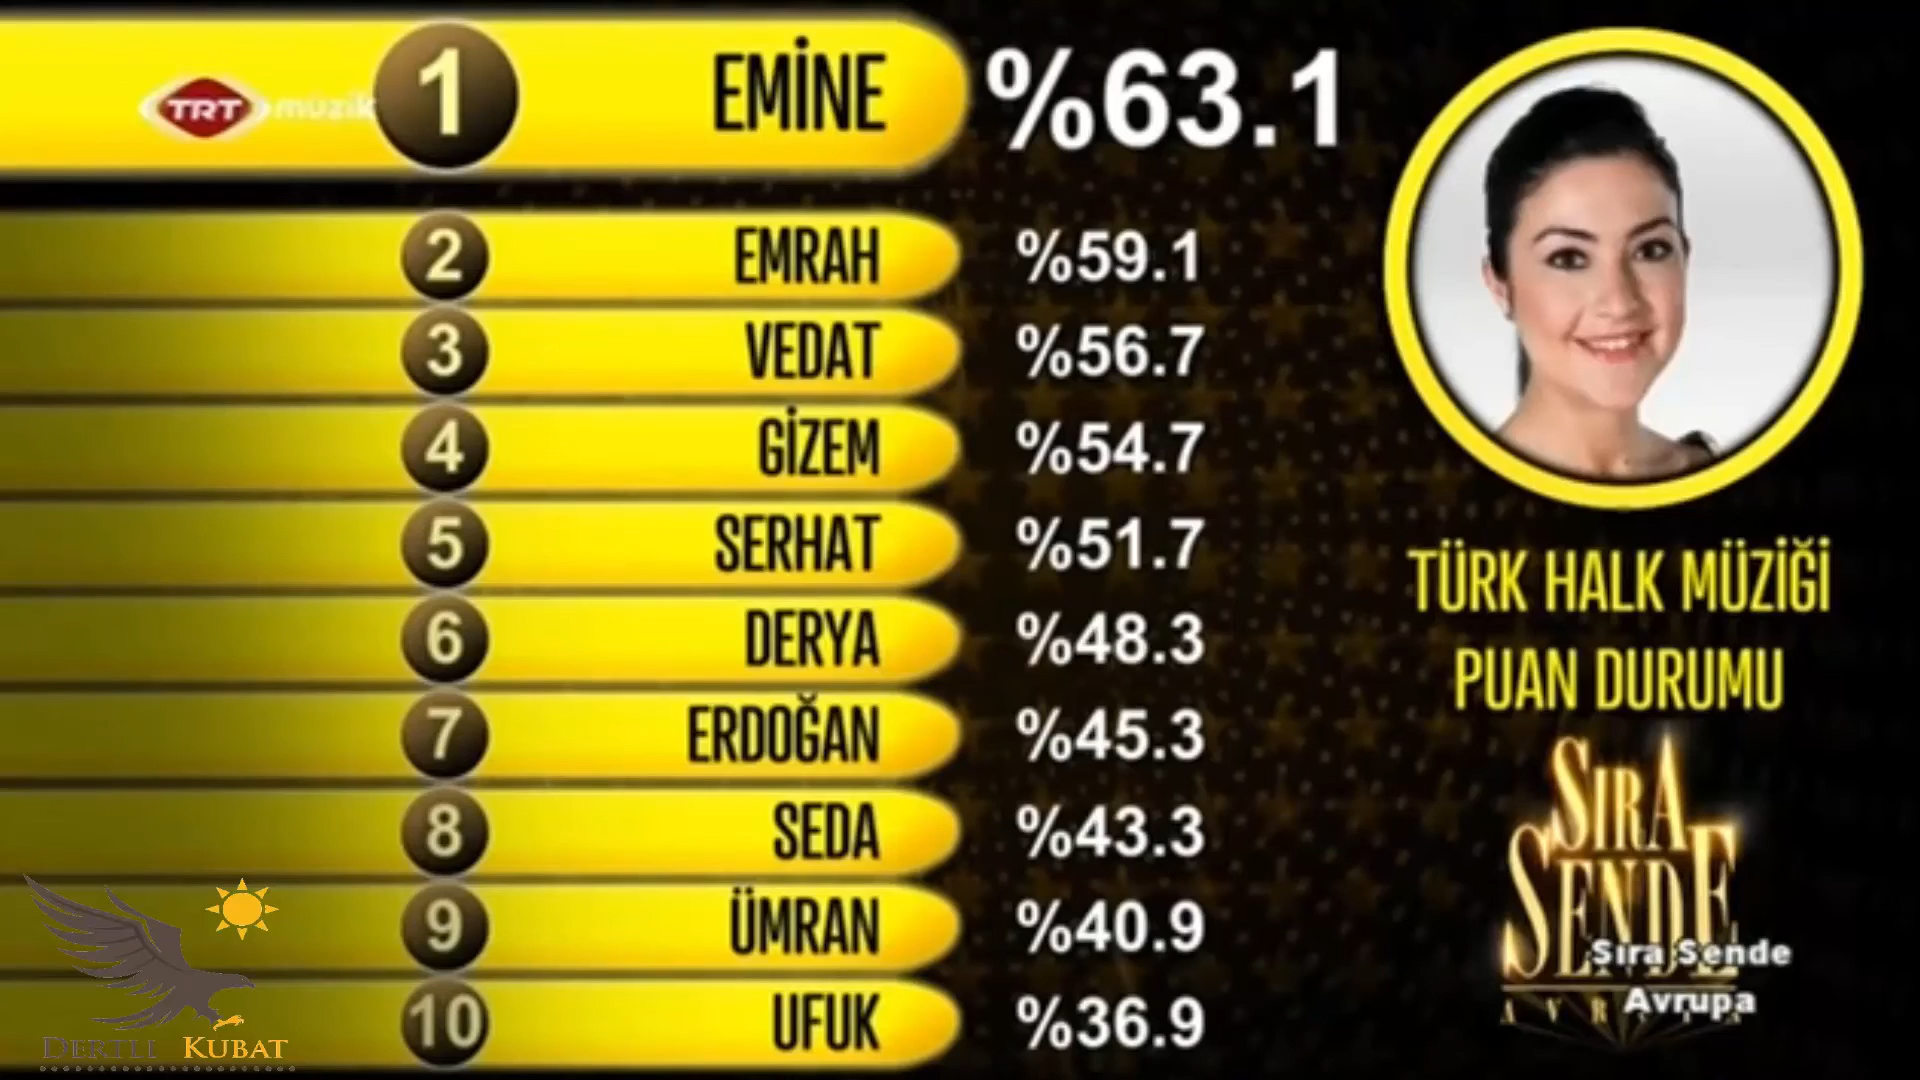 TRT müzik
1 EMİNE %63.1
2 EMRAH %59.1
3 VEDAT %56.7
4 GİZEM %54.7
5 SERHAT %51.7
6 DERYA %48.3
7 ERDOĞAN %45.3
8 SEDA %43.3
9 ÜMRAN %40.9
10 UFUK %36.9
TÜRK HALK MÜZİĞİ
PUAN DURUMU
SIRA
SENDE
AVRUPA
Sıra Sende
Avrupa
DERTLI KUBAT